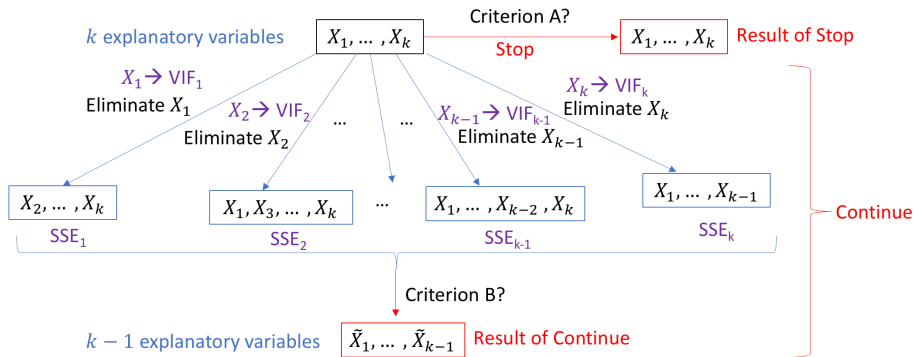 Criterion A?
k explanatory variables
X₁, … , Xₖ
Stop
X₁, … , Xₖ
Result of Stop
X₁ → VIF₁
Eliminate X₁
X₂ → VIF₂
Eliminate X₂
…
…
Xₖ₋₁ → VIFₖ₋₁
Eliminate Xₖ₋₁
Xₖ → VIFₖ
Eliminate Xₖ
X₂, … , Xₖ
X₁, X₃, … , Xₖ
…
X₁, … , Xₖ₋₂ , Xₖ
X₁, … , Xₖ₋₁
Continue
SSE₁
SSE₂
SSEₖ₋₁
SSEₖ
Criterion B?
k − 1 explanatory variables
X̃₁, … , X̃ₖ₋₁
Result of Continue